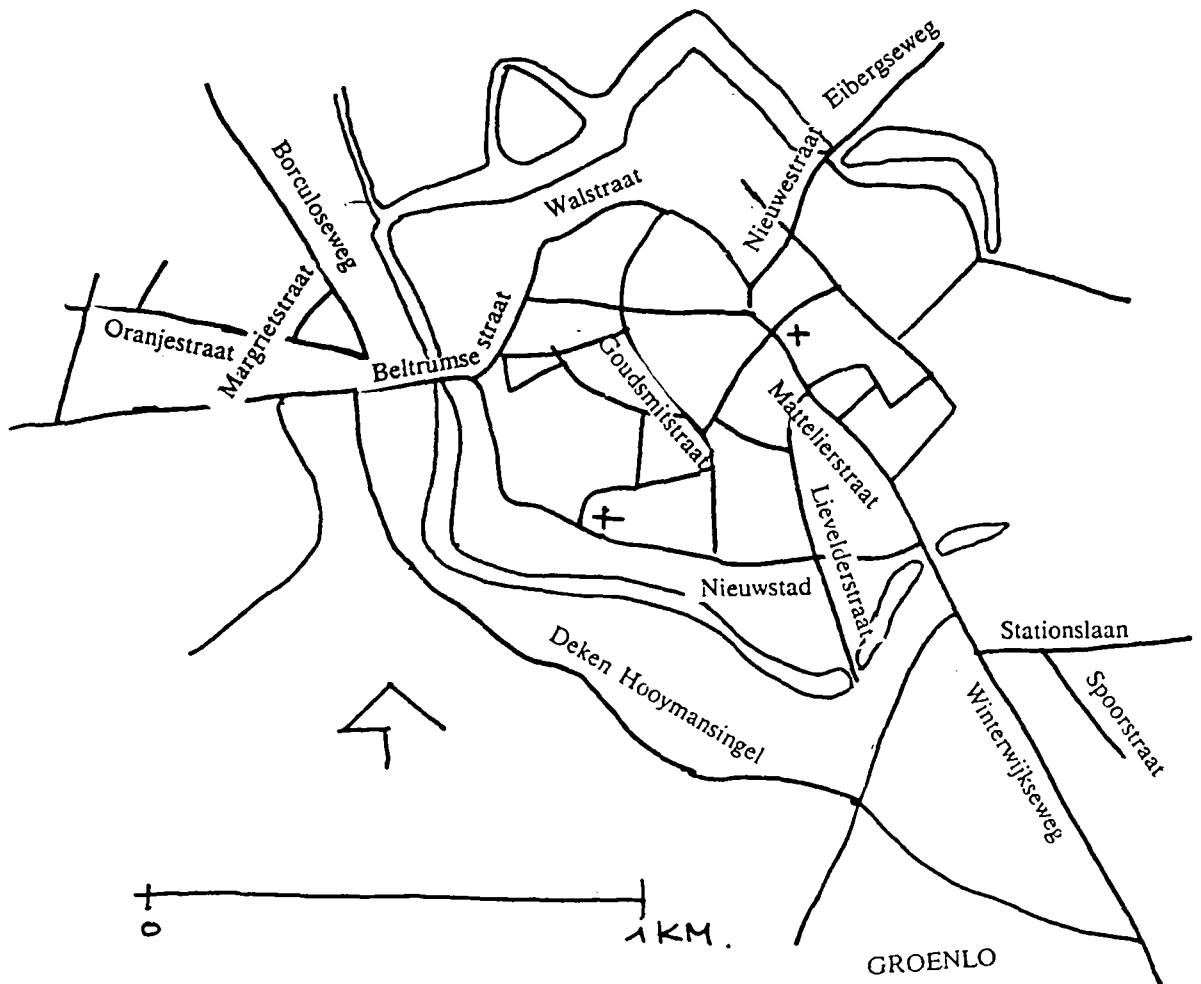 Eibergseweg
Borculoseweg
Nieuwestraat
Walstraat
Margrietstraat
Oranjestraat
Beltrumse straat
Goudsmitstraat
Mattelierstraat
Lievelderstraat
Nieuwstad
Stationslaan
Deken Hooymansingel
Spoorstraat
Winterwijkseweg
0
1 KM.
GROENLO